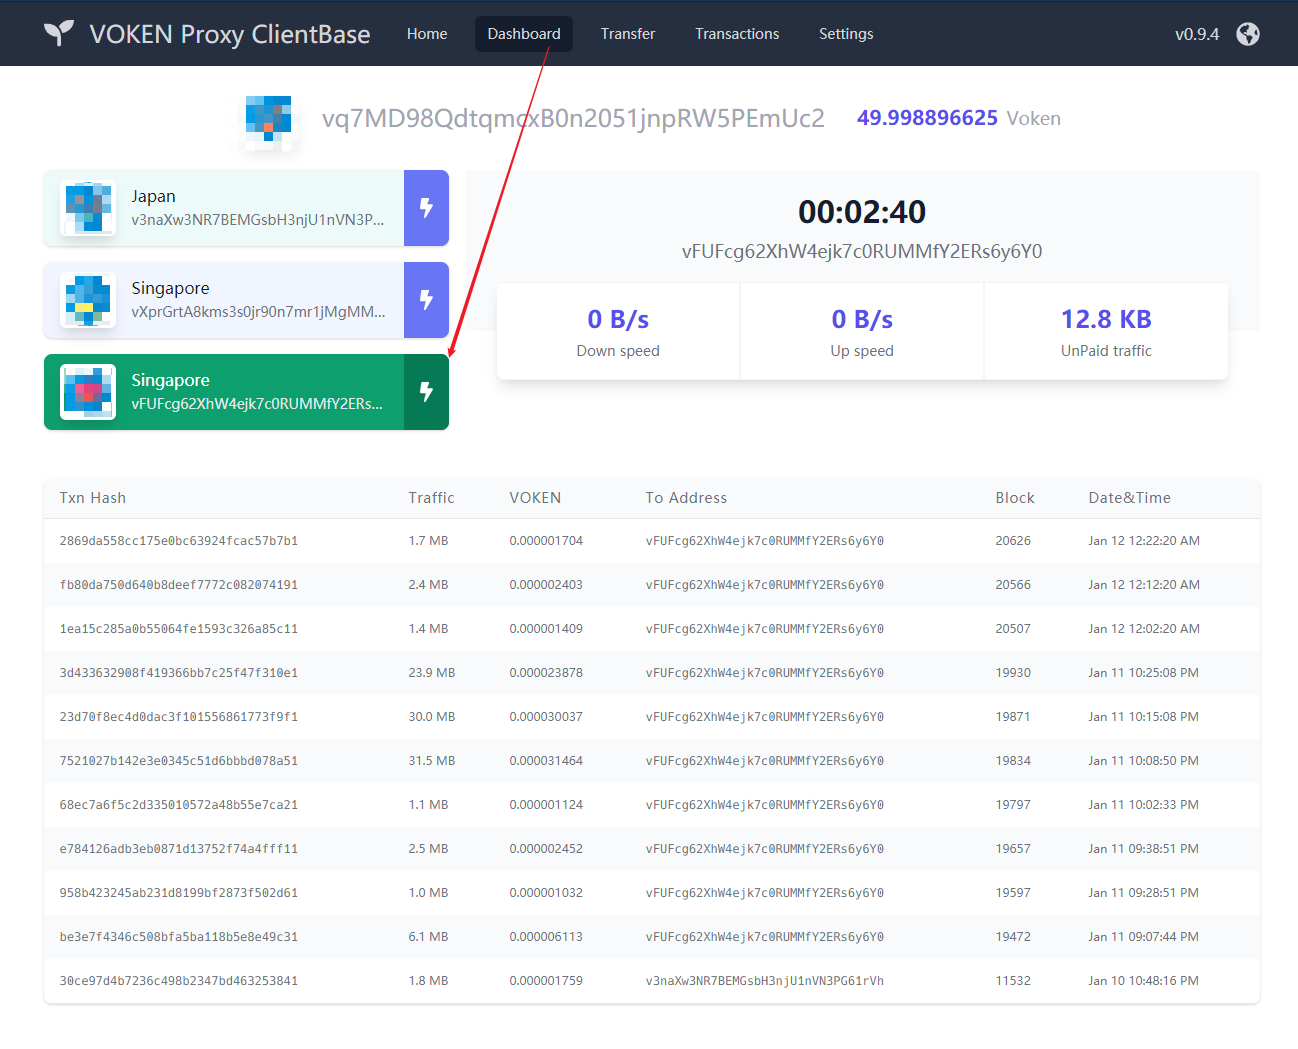 VOKEN Proxy ClientBase Home Dashboard Transfer Transactions Settings v0.9.4
vq7MD98QdtqmcxB0n2051jnpRW5PEmUc2 49.998896625 Voken
Japan
v3naXw3NR7BEMGsbH3njU1nVN3P...
Singapore
vXprGrtA8kms3s0jr90n7mr1jMgMM...
Singapore
vFUFcg62XhW4ejk7c0RUMMfY2ERs...
00:02:40
vFUFcg62XhW4ejk7c0RUMMfY2ERs6y6Y0
0 B/s 0 B/s 12.8 KB
Down speed Up speed UnPaid traffic
Txn Hash Traffic VOKEN To Address Block Date&Time
2869da558cc175e0bc63924fcac57b7b1 1.7 MB 0.000001704 vFUFcg62XhW4ejk7c0RUMMfY2ERs6y6Y0 20626 Jan 12 12:22:20 AM
fb80da750d640b8deef7772c082074191 2.4 MB 0.000002403 vFUFcg62XhW4ejk7c0RUMMfY2ERs6y6Y0 20566 Jan 12 12:12:20 AM
1ea15c285a0b55064fe1593c326a85c11 1.4 MB 0.000001409 vFUFcg62XhW4ejk7c0RUMMfY2ERs6y6Y0 20507 Jan 12 12:02:20 AM
3d433632908f419366bb7c25f47f310e1 23.9 MB 0.000023878 vFUFcg62XhW4ejk7c0RUMMfY2ERs6y6Y0 19930 Jan 11 10:25:08 PM
23d70f8ec4d0dac3f101556861773f9f1 30.0 MB 0.000030037 vFUFcg62XhW4ejk7c0RUMMfY2ERs6y6Y0 19871 Jan 11 10:15:08 PM
7521027b142e3e0345c51d6bbbd078a51 31.5 MB 0.000031464 vFUFcg62XhW4ejk7c0RUMMfY2ERs6y6Y0 19834 Jan 11 10:08:50 PM
68ec7a6f5c2d335010572a48b55e7ca21 1.1 MB 0.000001124 vFUFcg62XhW4ejk7c0RUMMfY2ERs6y6Y0 19797 Jan 11 10:02:33 PM
e784126adb3eb0871d13752f74a4fff11 2.5 MB 0.000002452 vFUFcg62XhW4ejk7c0RUMMfY2ERs6y6Y0 19657 Jan 11 09:38:51 PM
958b423245ab231d8199bf2873f502d61 1.0 MB 0.000001032 vFUFcg62XhW4ejk7c0RUMMfY2ERs6y6Y0 19597 Jan 11 09:28:51 PM
be3e7f4346c508bfa5ba118b5e8e49c31 6.1 MB 0.000006113 vFUFcg62XhW4ejk7c0RUMMfY2ERs6y6Y0 19472 Jan 11 09:07:44 PM
30ce97d4b7236c498b2347bd463253841 1.8 MB 0.000001759 v3naXw3NR7BEMGsbH3njU1nVN3PG61rVh 11532 Jan 10 10:48:16 PM